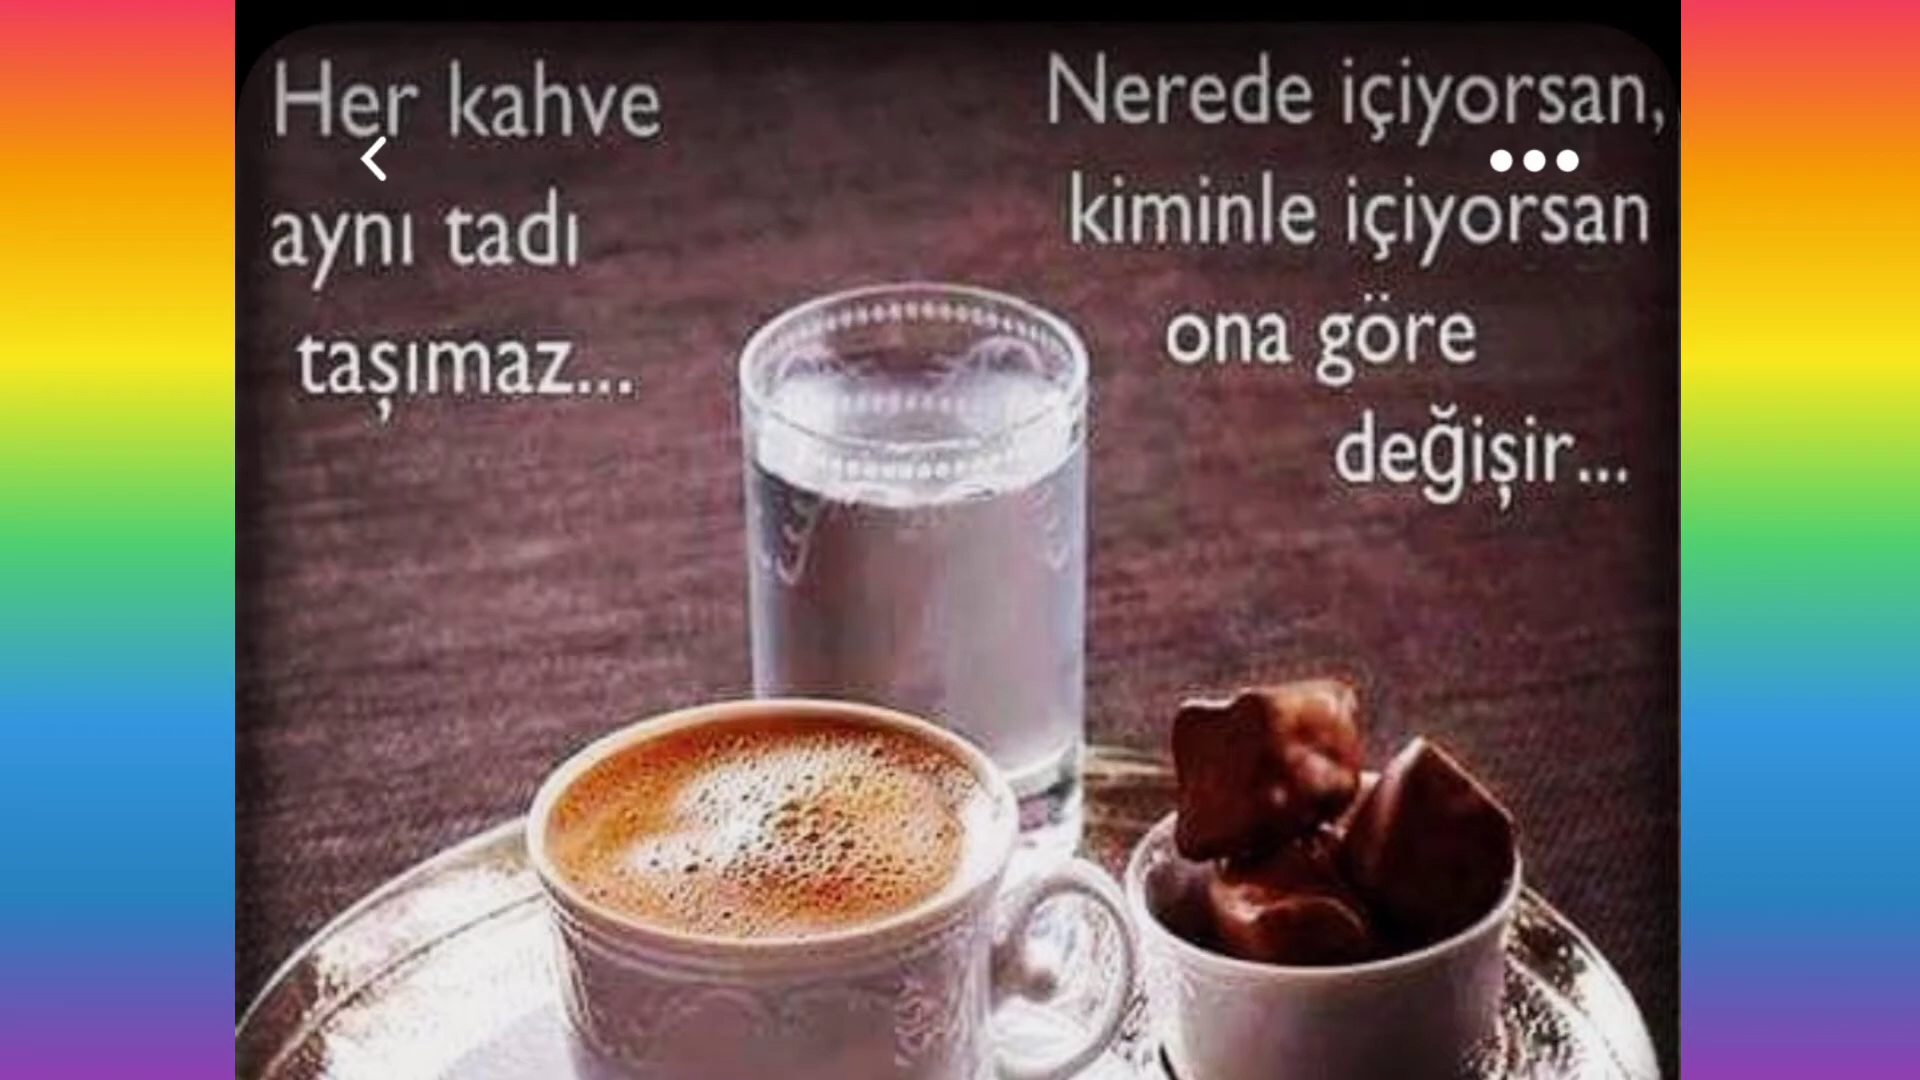 Her kahve
aynı tadı
taşımaz...
Nerede içiyorsan,
kiminle içiyorsan
ona göre
değişir...